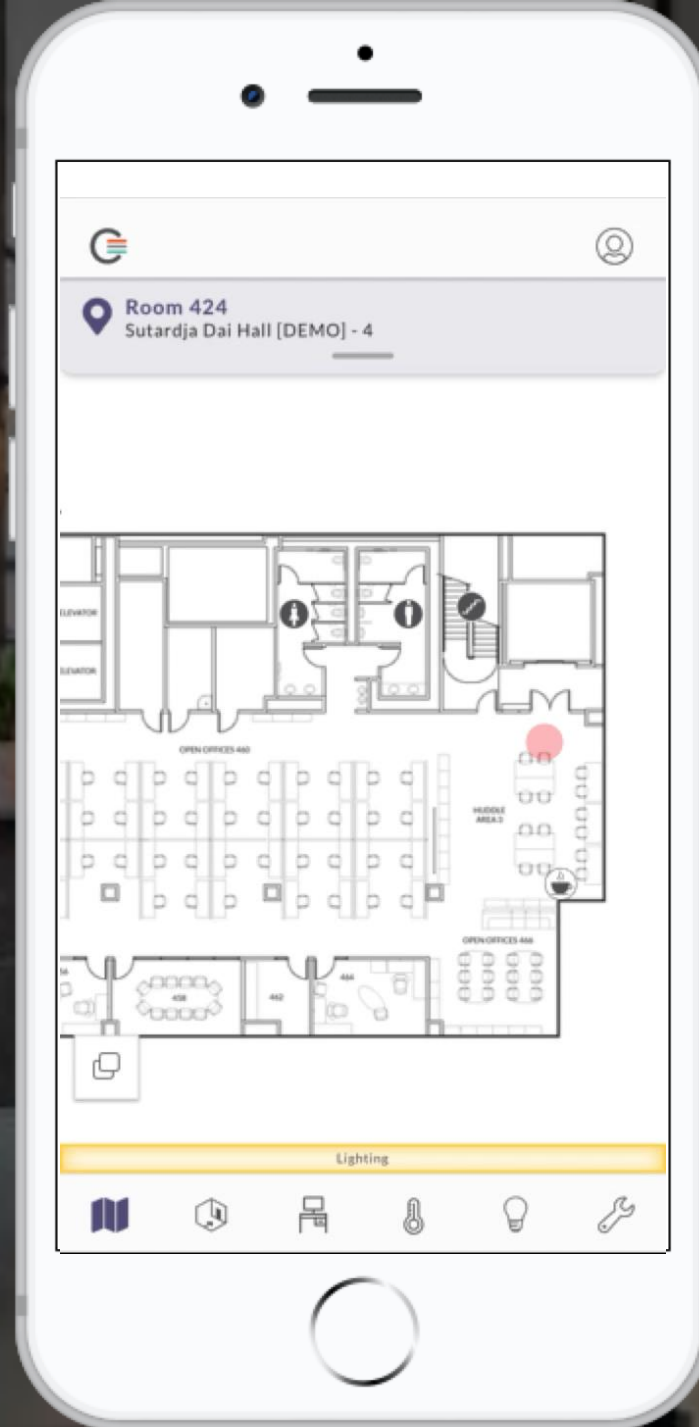 Room 424
Sutardja Dai Hall [DEMO] - 4
ELEVATOR
ELEVATOR
OPEN OFFICES 460
HUDDLE
AREA 3
OPEN OFFICES 466
458
462
464
Lighting